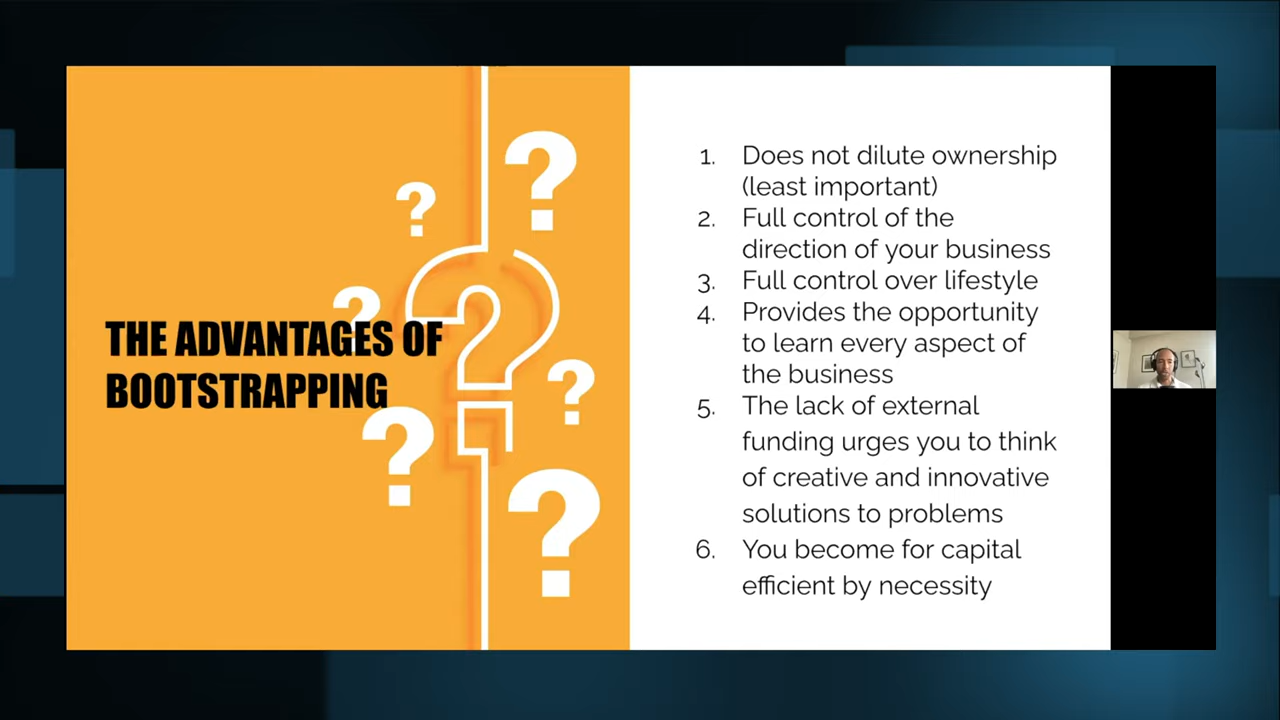 THE ADVANTAGES OF
BOOTSTRAPPING
1. Does not dilute ownership
(least important)
2. Full control of the
direction of your business
3. Full control over lifestyle
4. Provides the opportunity
to learn every aspect of
the business
5. The lack of external
funding urges you to think
of creative and innovative
solutions to problems
6. You become for capital
efficient by necessity